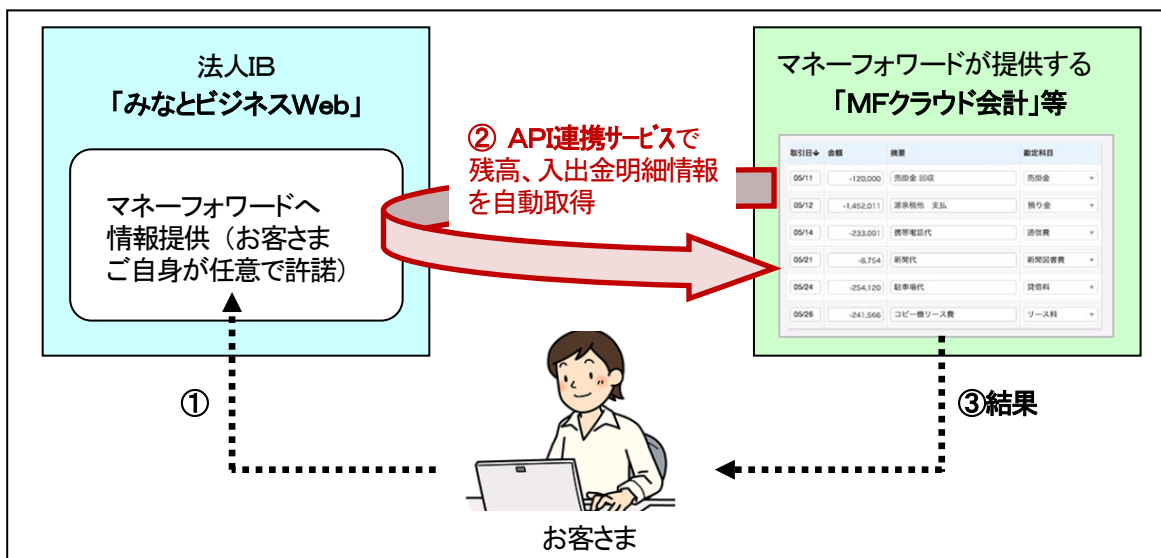 法人IB
「みなとビジネスWeb」
マネーフォワードへ
情報提供（お客さま
ご自身が任意で許諾）
② API連携サービスで
残高、入出金明細情報
を自動取得
マネーフォワードが提供する
「MFクラウド会計」等
取引日 金額 摘要 勘定科目
05/11 -120,000 売掛金 回収 売掛金
05/12 -1,452,011 源泉税他 支払 預り金
05/14 -233,001 携帯電話代 通信費
05/21 -8,754 新聞代 新聞図書費
05/24 -254,120 駐車場代 賃借料
05/26 -241,566 コピー機リース費 リース料
①
③結果
お客さま